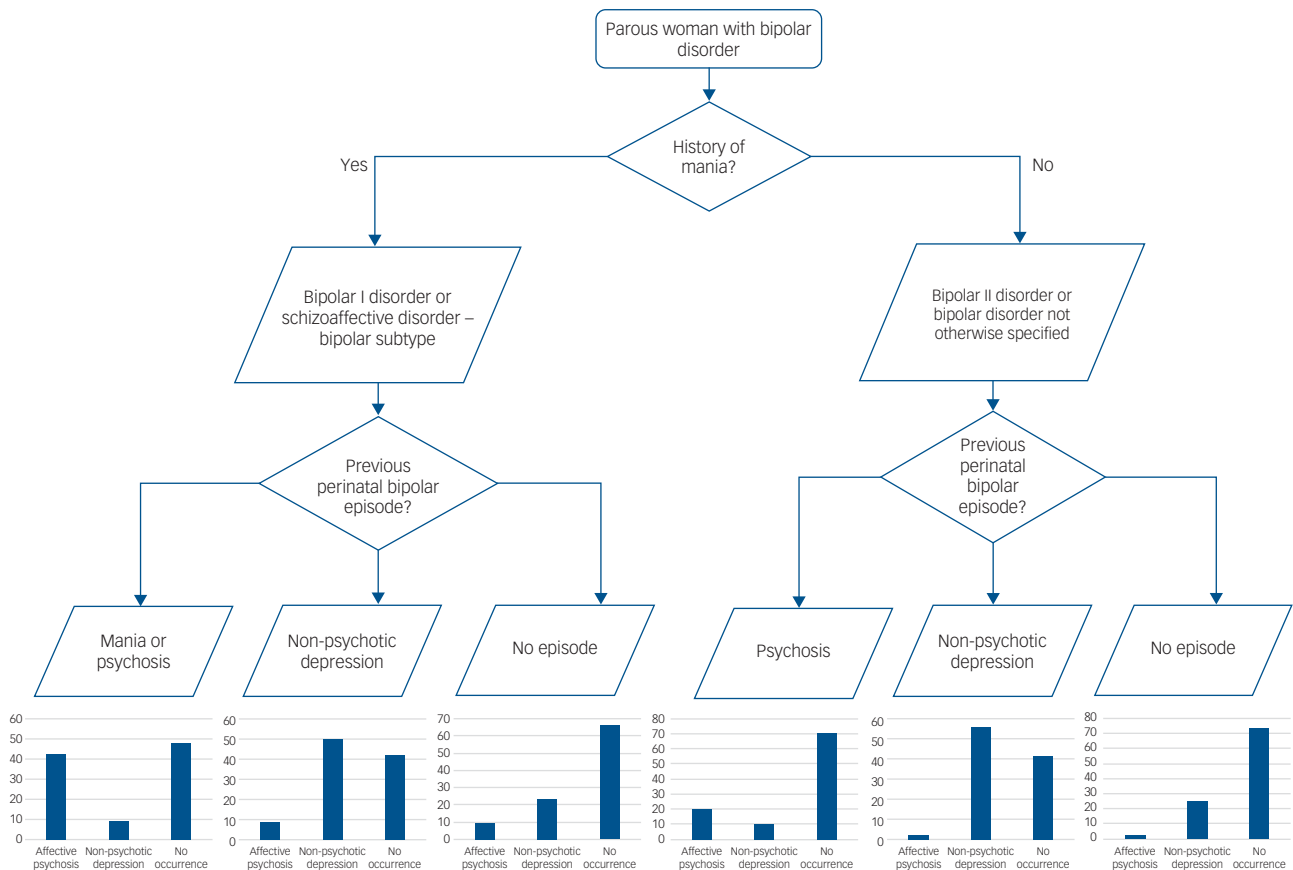 Parous woman with bipolar
disorder
History of
mania?
Yes
No
Bipolar I disorder or
schizoaffective disorder –
bipolar subtype
Bipolar II disorder or
bipolar disorder not
otherwise specified
Previous
perinatal bipolar
episode?
Previous
perinatal
bipolar
episode?
Mania or
psychosis
Non-psychotic
depression
No episode
Psychosis
Non-psychotic
depression
No episode
60
50
40
30
20
10
0
Affective
psychosis
Non-psychotic
depression
No
occurrence
60
50
40
30
20
10
0
Affective
psychosis
Non-psychotic
depression
No
occurrence
70
60
50
40
30
20
10
0
Affective
psychosis
Non-psychotic
depression
No
occurrence
80
70
60
50
40
30
20
10
0
Affective
psychosis
Non-psychotic
depression
No
occurrence
60
50
40
30
20
10
0
Affective
psychosis
Non-psychotic
depression
No
occurrence
80
70
60
50
40
30
20
10
0
Affective
psychosis
Non-psychotic
depression
No
occurrence